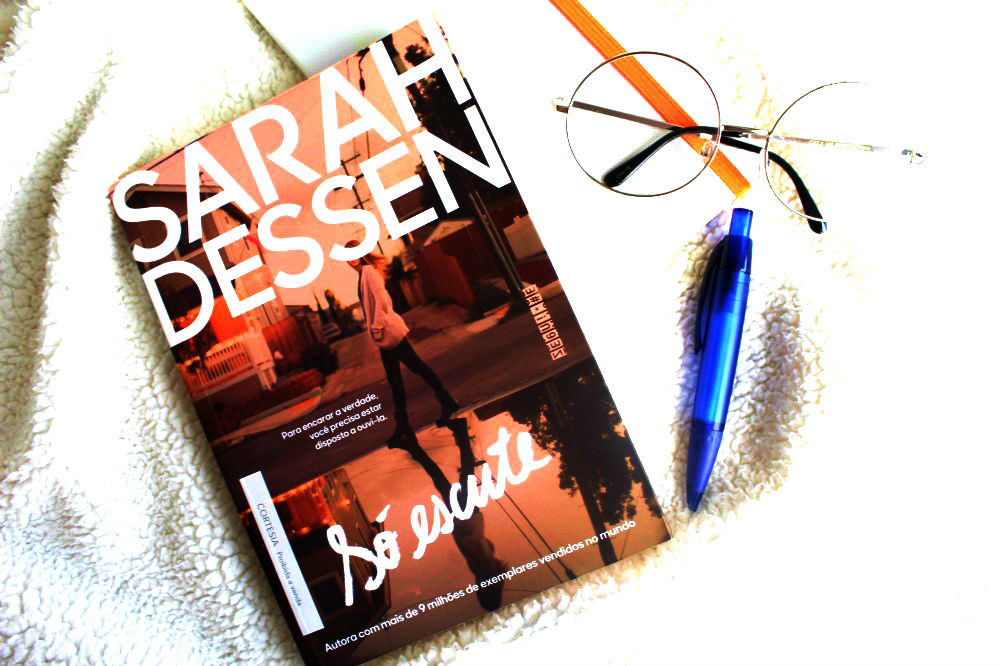 SARAH
DESSEN
SEGUINTE
Para encarar a verdade,
você precisa estar
disposto a ouvi-la.
Só escute
CORTESIA Proibida a venda
Autora com mais de 9 milhões de exemplares vendidos no mundo